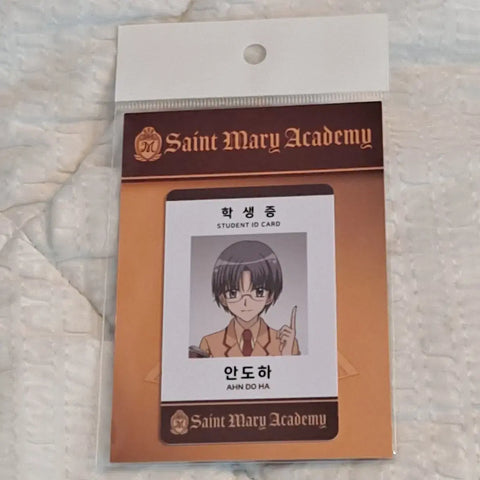 M
Saint Mary Academy
학생증
STUDENT ID CARD
안도하
AHN DO HA
Saint Mary Academy